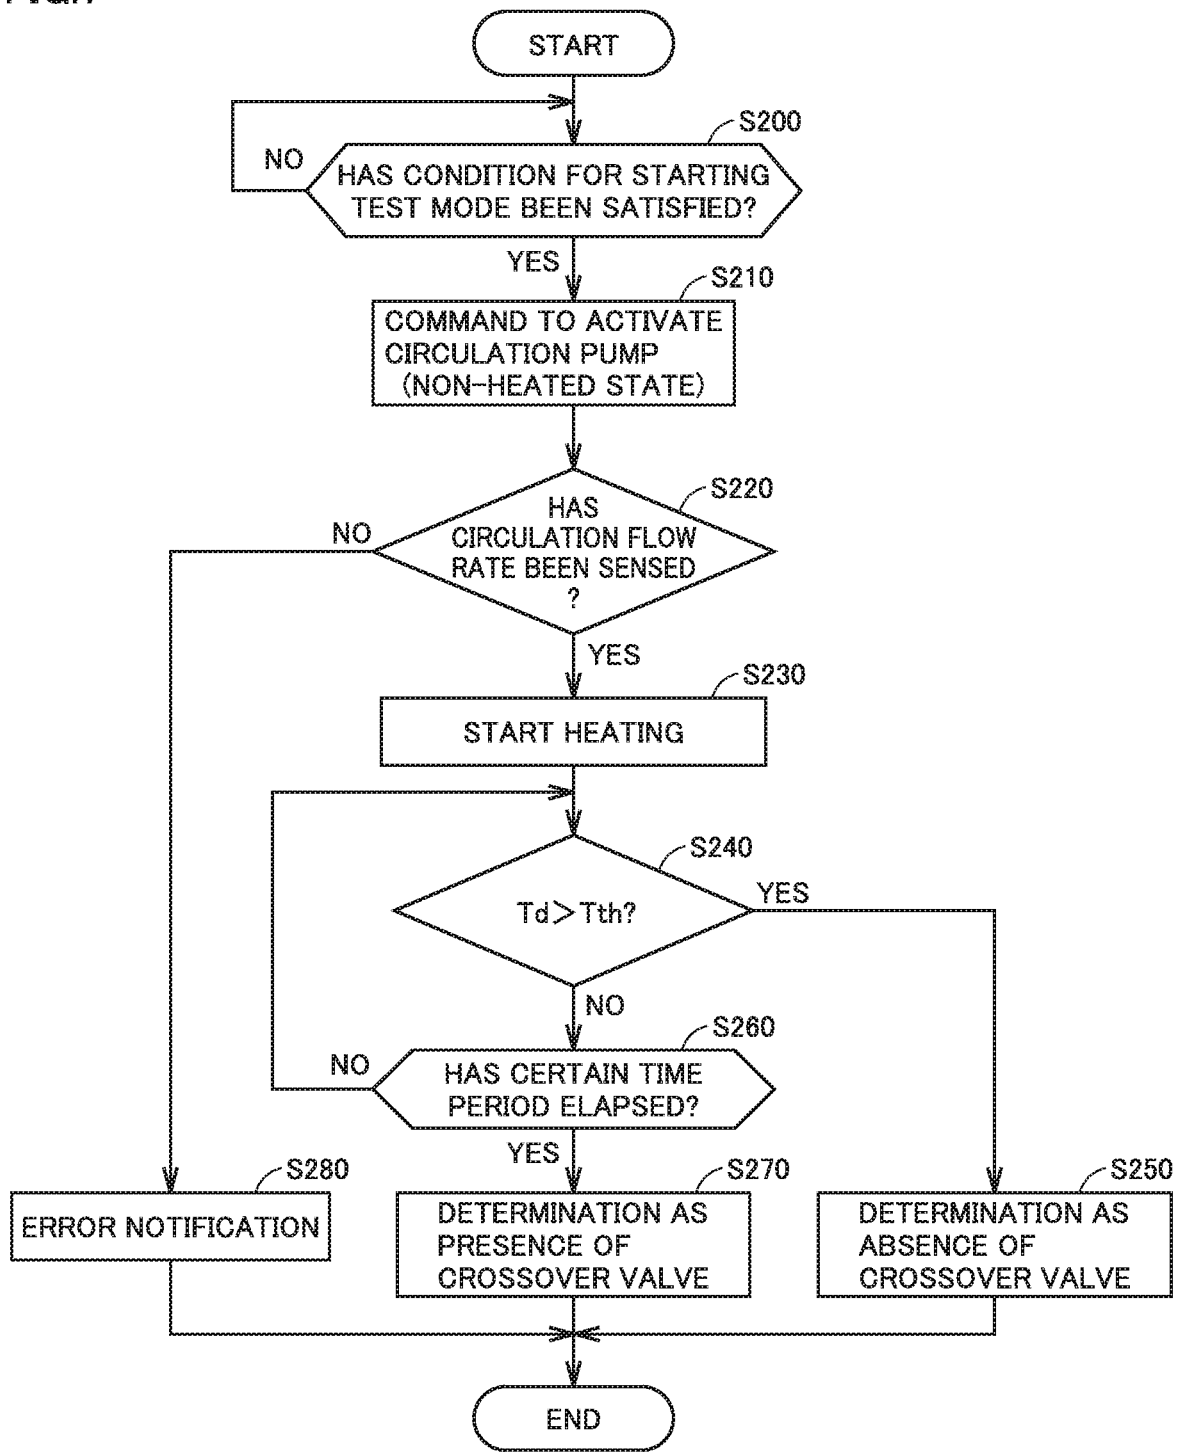 START
S200
NO
HAS CONDITION FOR STARTING
TEST MODE BEEN SATISFIED?
YES
S210
COMMAND TO ACTIVATE
CIRCULATION PUMP
(NON-HEATED STATE)
S220
NO
HAS
CIRCULATION FLOW
RATE BEEN SENSED
?
YES
S230
START HEATING
S240
YES
Td>Tth?
NO
S260
NO
HAS CERTAIN TIME
PERIOD ELAPSED?
YES
S280
S270
S250
ERROR NOTIFICATION
DETERMINATION AS
PRESENCE OF
CROSSOVER VALVE
DETERMINATION AS
ABSENCE OF
CROSSOVER VALVE
END